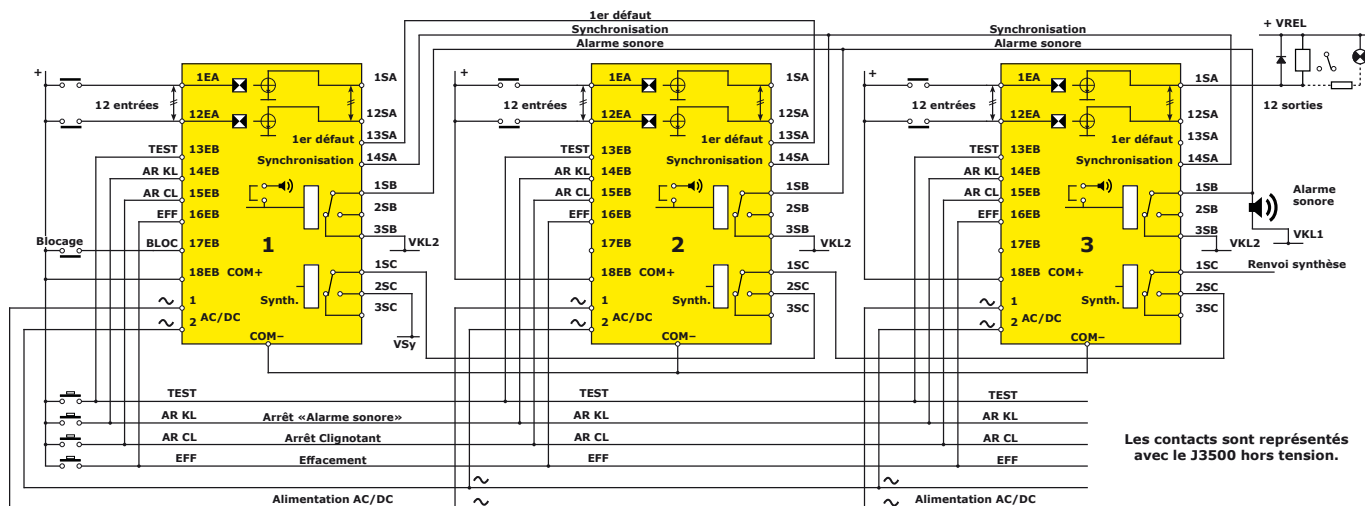 1er défaut
Synchronisation
Synchronisation
Alarme sonore
Alarme sonore
+ VREL
+
1EA
1SA
12 entrées
12EA
12SA
1er défaut
13SA
TEST
13EB
Synchronisation
14SA
AR KL
14EB
AR CL
15EB
1SB
EFF
16EB
2SB
Blocage
BLOC
17EB
1
3SB
VKL2
18EB
COM+
1SC
2SC
Synth.
1
2
AC/DC
3SC
VSy
COM–
+
1EA
1SA
12 entrées
12EA
12SA
1er défaut
13SA
TEST
13EB
Synchronisation
14SA
AR KL
14EB
AR CL
15EB
1SB
EFF
16EB
2SB
17EB
2
3SB
VKL2
18EB
COM+
1SC
2SC
Synth.
1
2
AC/DC
3SC
COM–
+
1EA
1SA
12 entrées
12EA
12SA
12 sorties
1er défaut
13SA
TEST
13EB
Synchronisation
14SA
AR KL
14EB
AR CL
15EB
1SB
Alarme
sonore
EFF
16EB
2SB
17EB
3
3SB
VKL2
VKL1
18EB
COM+
1SC
Renvoi synthèse
2SC
Synth.
1
2
AC/DC
3SC
COM–
TEST
TEST
TEST
AR KL
Arrêt «Alarme sonore»
AR KL
AR KL
AR CL
Arrêt Clignotant
AR CL
AR CL
EFF
Effacement
EFF
EFF
Alimentation AC/DC
Alimentation AC/DC
Les contacts sont représentés
avec le J3500 hors tension.